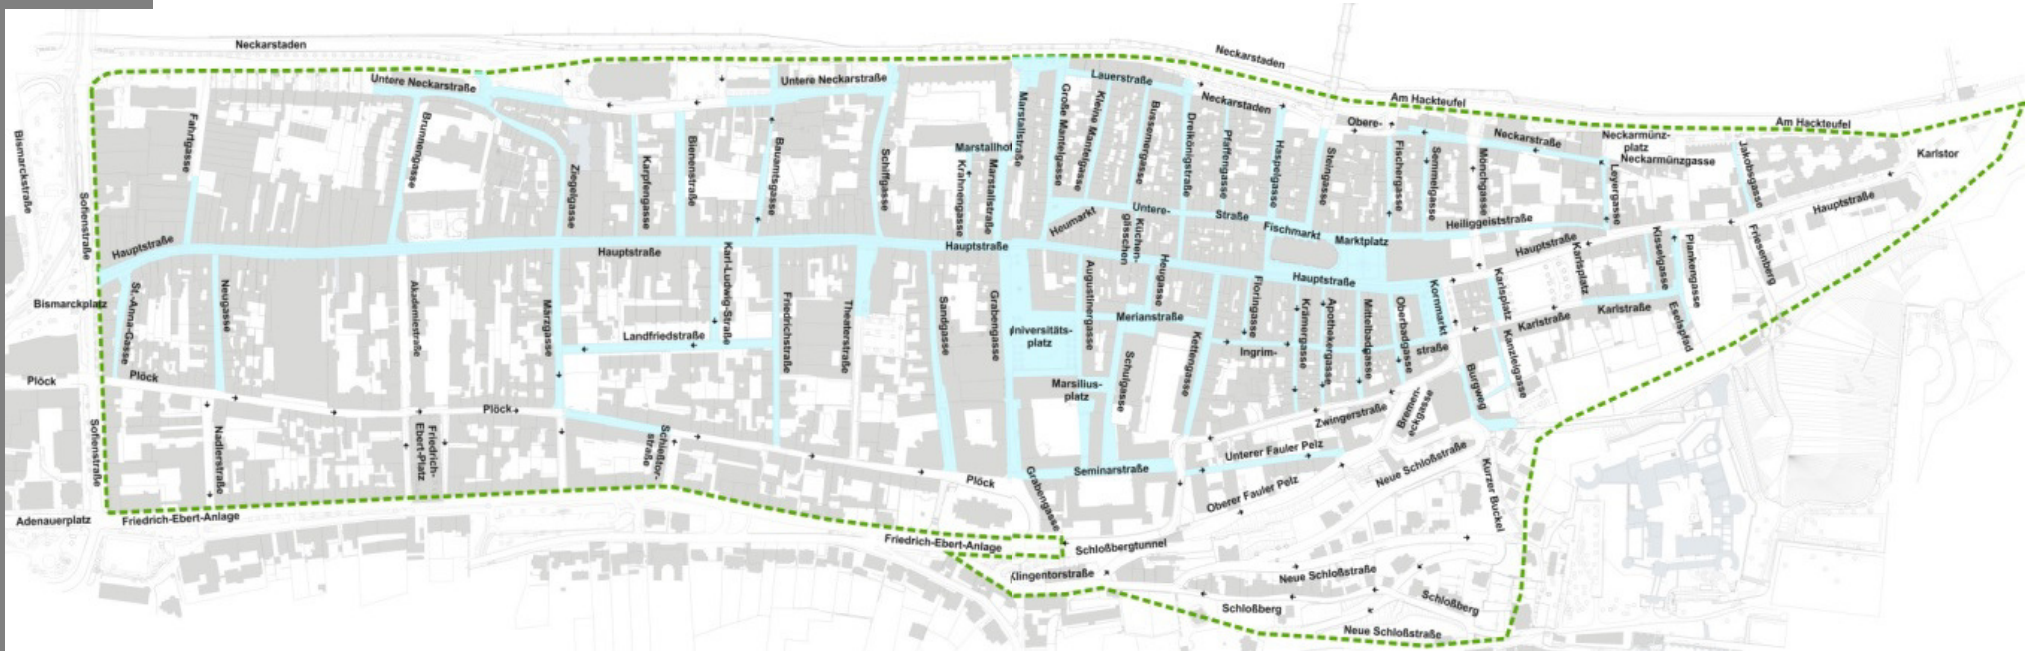 Neckarstaden
Neckarstaden
Untere Neckarstraße
Untere Neckarstraße
Lauerstraße
Neckarstaden
Am Hackteufel
Am Hackteufel
Obere-
Neckarstraße
Neckarmünz-
platz
Neckarmünzgasse
Karlstor
Bismarckstraße
Sofienstraße
Fahrtgasse
Brunnengasse
Ziegelgasse
Karpfengasse
Bienenstraße
Bauamtsgasse
Schiffgasse
Marstallhof
Krahnengasse
Marstallstraße
Marstallstraße
Große Mantelgasse
Kleine Mantelgasse
Bussemergasse
Dreikönigstraße
Pfaffengasse
Haspelgasse
Steingasse
Fischergasse
Semmelgasse
Mönchgasse
Leyergasse
Jakobsgasse
Heumarkt
Untere-
Straße
Fischmarkt
Marktplatz
Heiliggeiststraße
Hauptstraße
Hauptstraße
Hauptstraße
Hauptstraße
Hauptstraße
Hauptstraße
Bismarckplatz
St.-Anna-Gasse
Neugasse
Akademiestraße
Märzgasse
Landfriedstraße
Karl-Ludwig-Straße
Friedrichstraße
Theaterstraße
Sandgasse
Grabengasse
Universitäts-
platz
Augustinergasse
Küchen-
glässchen
Heugasse
Merianstraße
Schulgasse
Kettengasse
Floringasse
Ingrim-
straße
Krämergasse
Apothekergasse
Mittelbadgasse
Oberbadgasse
Kornmarkt
Karlsplatz
Karlsplatz
Karlstraße
Karlstraße
Kanzleigasse
Kisselgasse
Plankengasse
Eselspfad
Friesenberg
Burgweg
Marsilius-
platz
Plöck
Plöck
Plöck
Plöck
Sofienstraße
Nadlerstraße
Friedrich-
Ebert-Platz
Schießtor-
straße
Zwingerstraße
Bremen-
eckgasse
Unterer Fauler Pelz
Oberer Fauler Pelz
Seminarstraße
Grabengasse
Neue Schloßstraße
Kurzer Buckel
Adenauerplatz
Friedrich-Ebert-Anlage
Friedrich-Ebert-Anlage
Schloßbergtunnel
Klingentorstraße
Neue Schloßstraße
Schloßberg
Schloßberg
Neue Schloßstraße